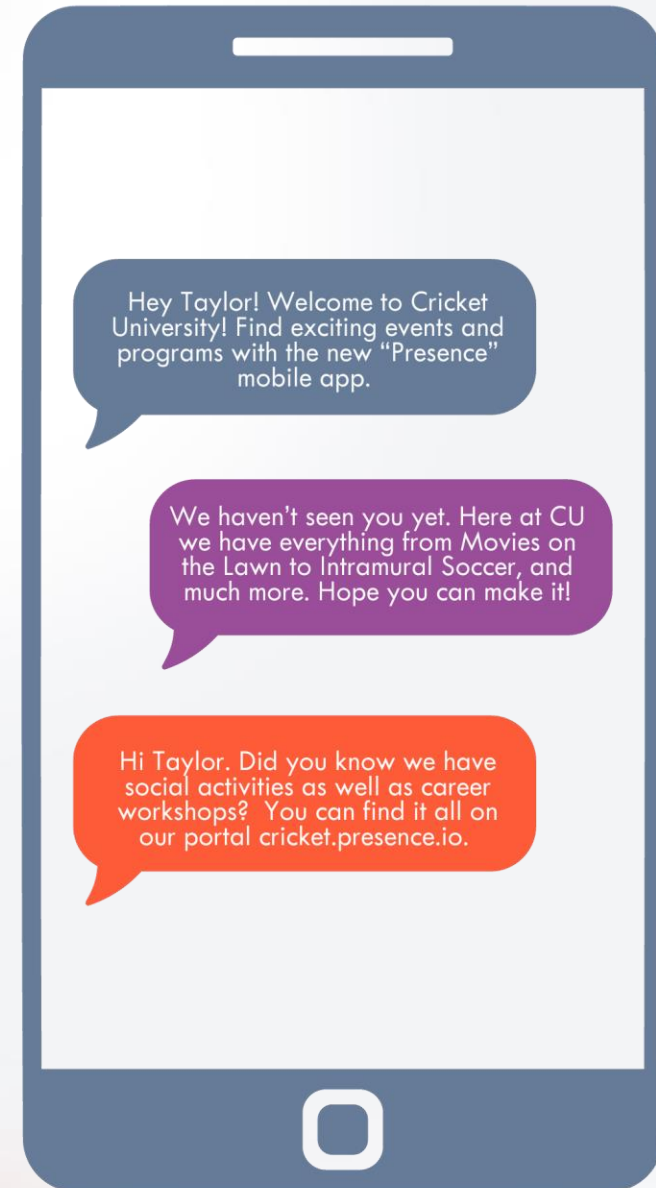 Hey Taylor! Welcome to Cricket
University! Find exciting events and
programs with the new “Presence”
mobile app.
We haven’t seen you yet. Here at CU
we have everything from Movies on
the Lawn to Intramural Soccer, and
much more. Hope you can make it!
Hi Taylor. Did you know we have
social activities as well as career
workshops?  You can find it all on
our portal cricket.presence.io.